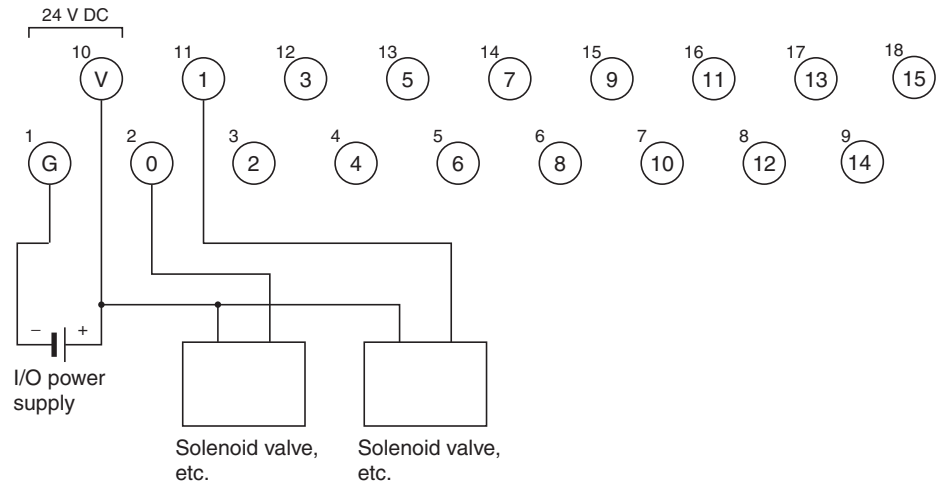 24 V DC
10 11 12 13 14 15 16 17 18
V 1 3 5 7 9 11 13 15
1 2 3 4 5 6 7 8 9
G 0 2 4 6 8 10 12 14
– +
I/O power
supply
Solenoid valve,
etc.
Solenoid valve,
etc.